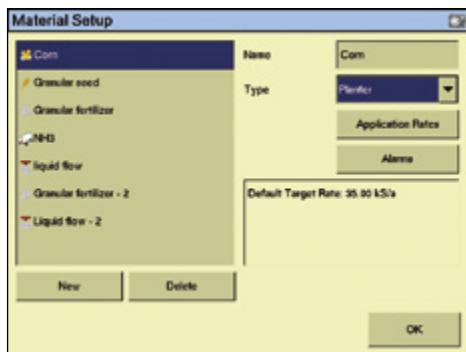 Material Setup
Corn
Granular seed
Granular fertilizer
NH3
liquid flow
Granular fertilizer - 2
Liquid flow - 2
New
Delete
Name
Corn
Type
Planter
Application Rates
Alarms
Default Target Rate: 35.00 kS/a
OK